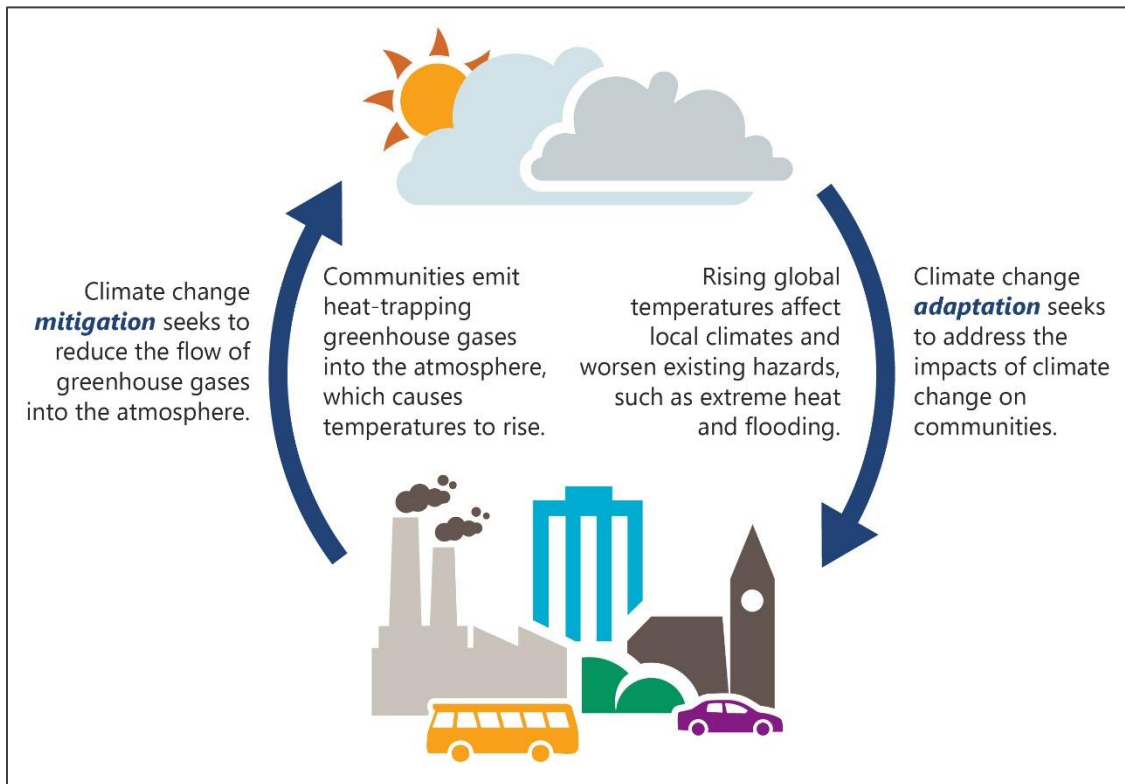 Climate change
mitigation seeks to
reduce the flow of
greenhouse gases
into the atmosphere.
Communities emit
heat-trapping
greenhouse gases
into the atmosphere,
which causes
temperatures to rise.
Rising global
temperatures affect
local climates and
worsen existing hazards,
such as extreme heat
and flooding.
Climate change
adaptation seeks
to address the
impacts of climate
change on
communities.